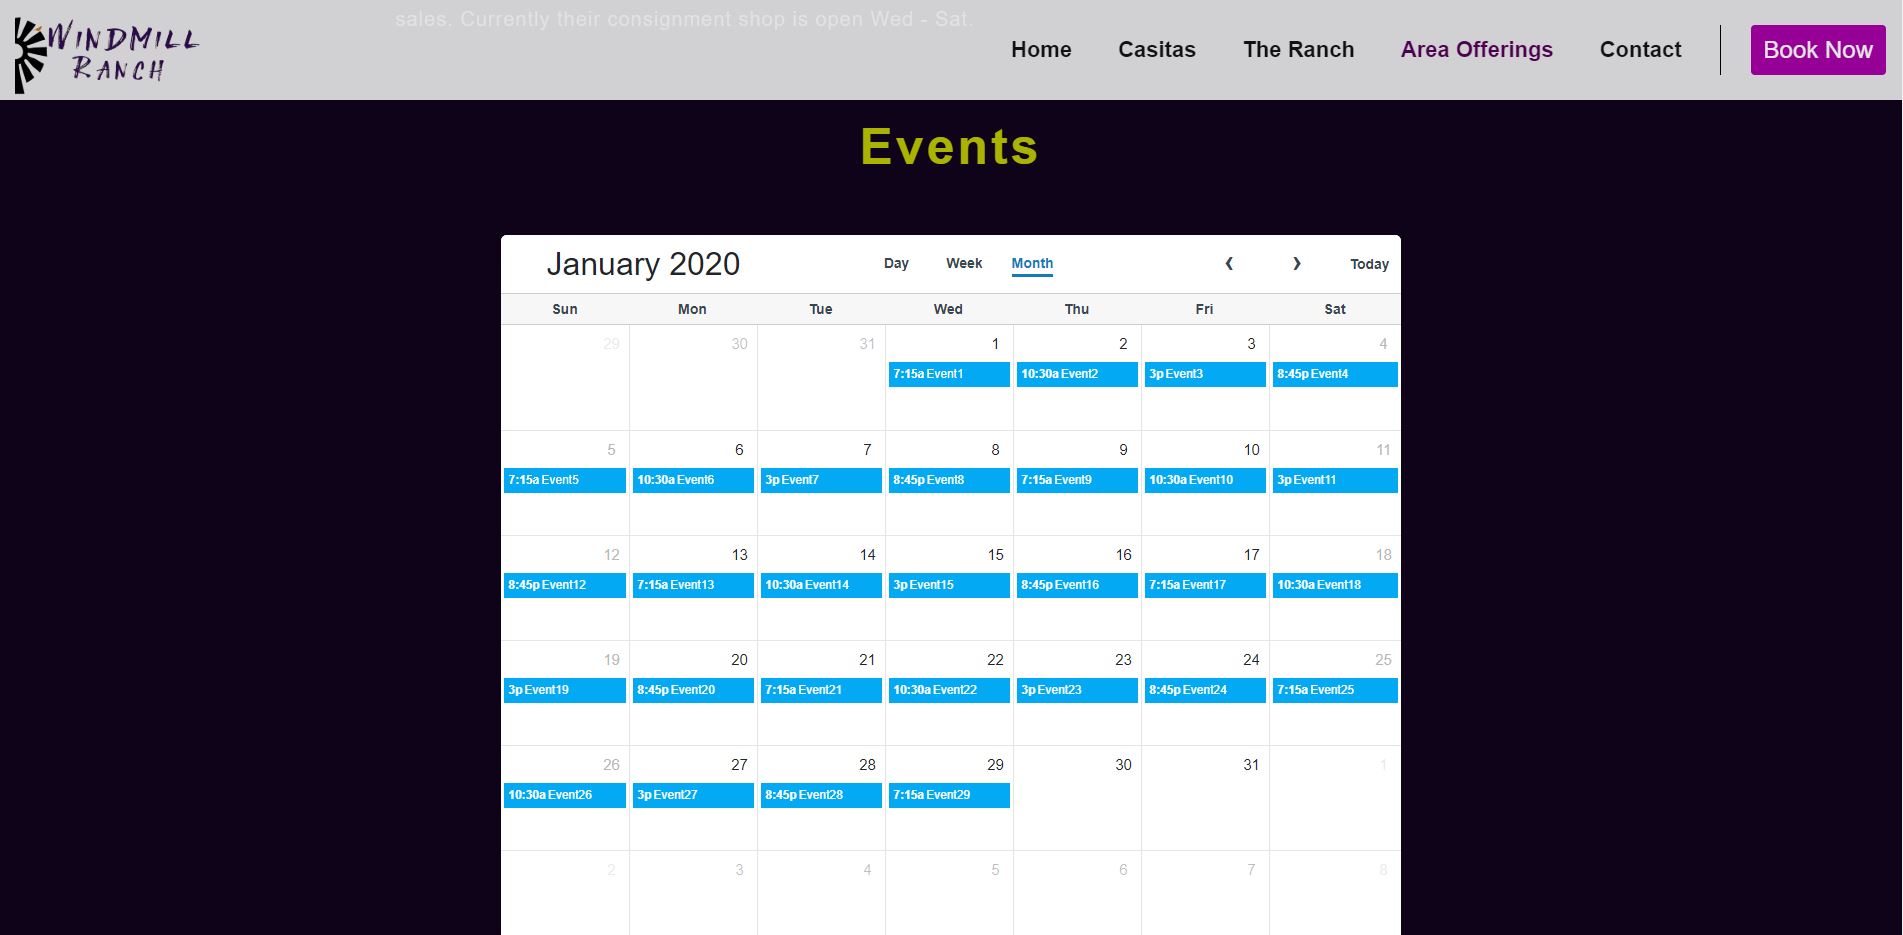 sales. Currently their consignment shop is open Wed - Sat.
WINDMILL
RANCH
Home Casitas The Ranch Area Offerings Contact Book Now
Events
January 2020 Day Week Month ❮ ❯ Today
Sun Mon Tue Wed Thu Fri Sat
29 30 31 1 2 3 4
7:15a Event1 10:30a Event2 3p Event3 8:45p Event4
5 6 7 8 9 10 11
7:15a Event5 10:30a Event6 3p Event7 8:45p Event8 7:15a Event9 10:30a Event10 3p Event11
12 13 14 15 16 17 18
8:45p Event12 7:15a Event13 10:30a Event14 3p Event15 8:45p Event16 7:15a Event17 10:30a Event18
19 20 21 22 23 24 25
3p Event19 8:45p Event20 7:15a Event21 10:30a Event22 3p Event23 8:45p Event24 7:15a Event25
26 27 28 29 30 31 1
10:30a Event26 3p Event27 8:45p Event28 7:15a Event29
2 3 4 5 6 7 8